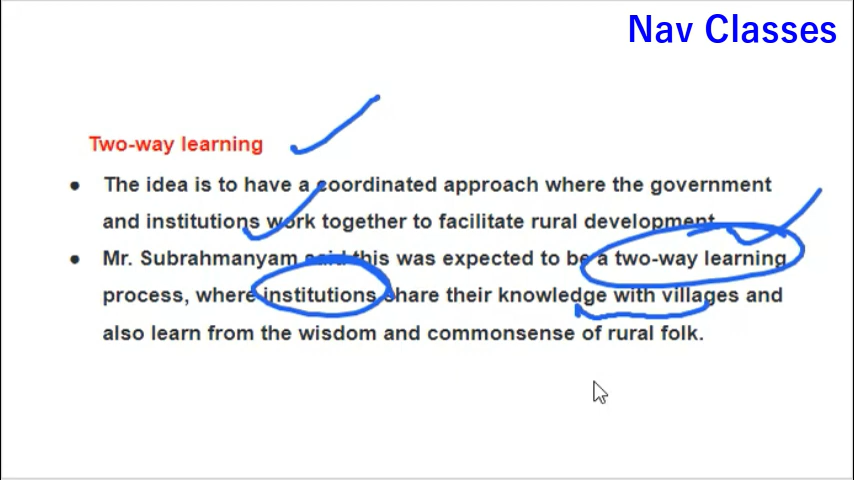 Nav Classes
Two-way learning
● The idea is to have a coordinated approach where the government
and institutions work together to facilitate rural development.
● Mr. Subrahmanyam said this was expected to be a two-way learning
process, where institutions share their knowledge with villages and
also learn from the wisdom and commonsense of rural folk.